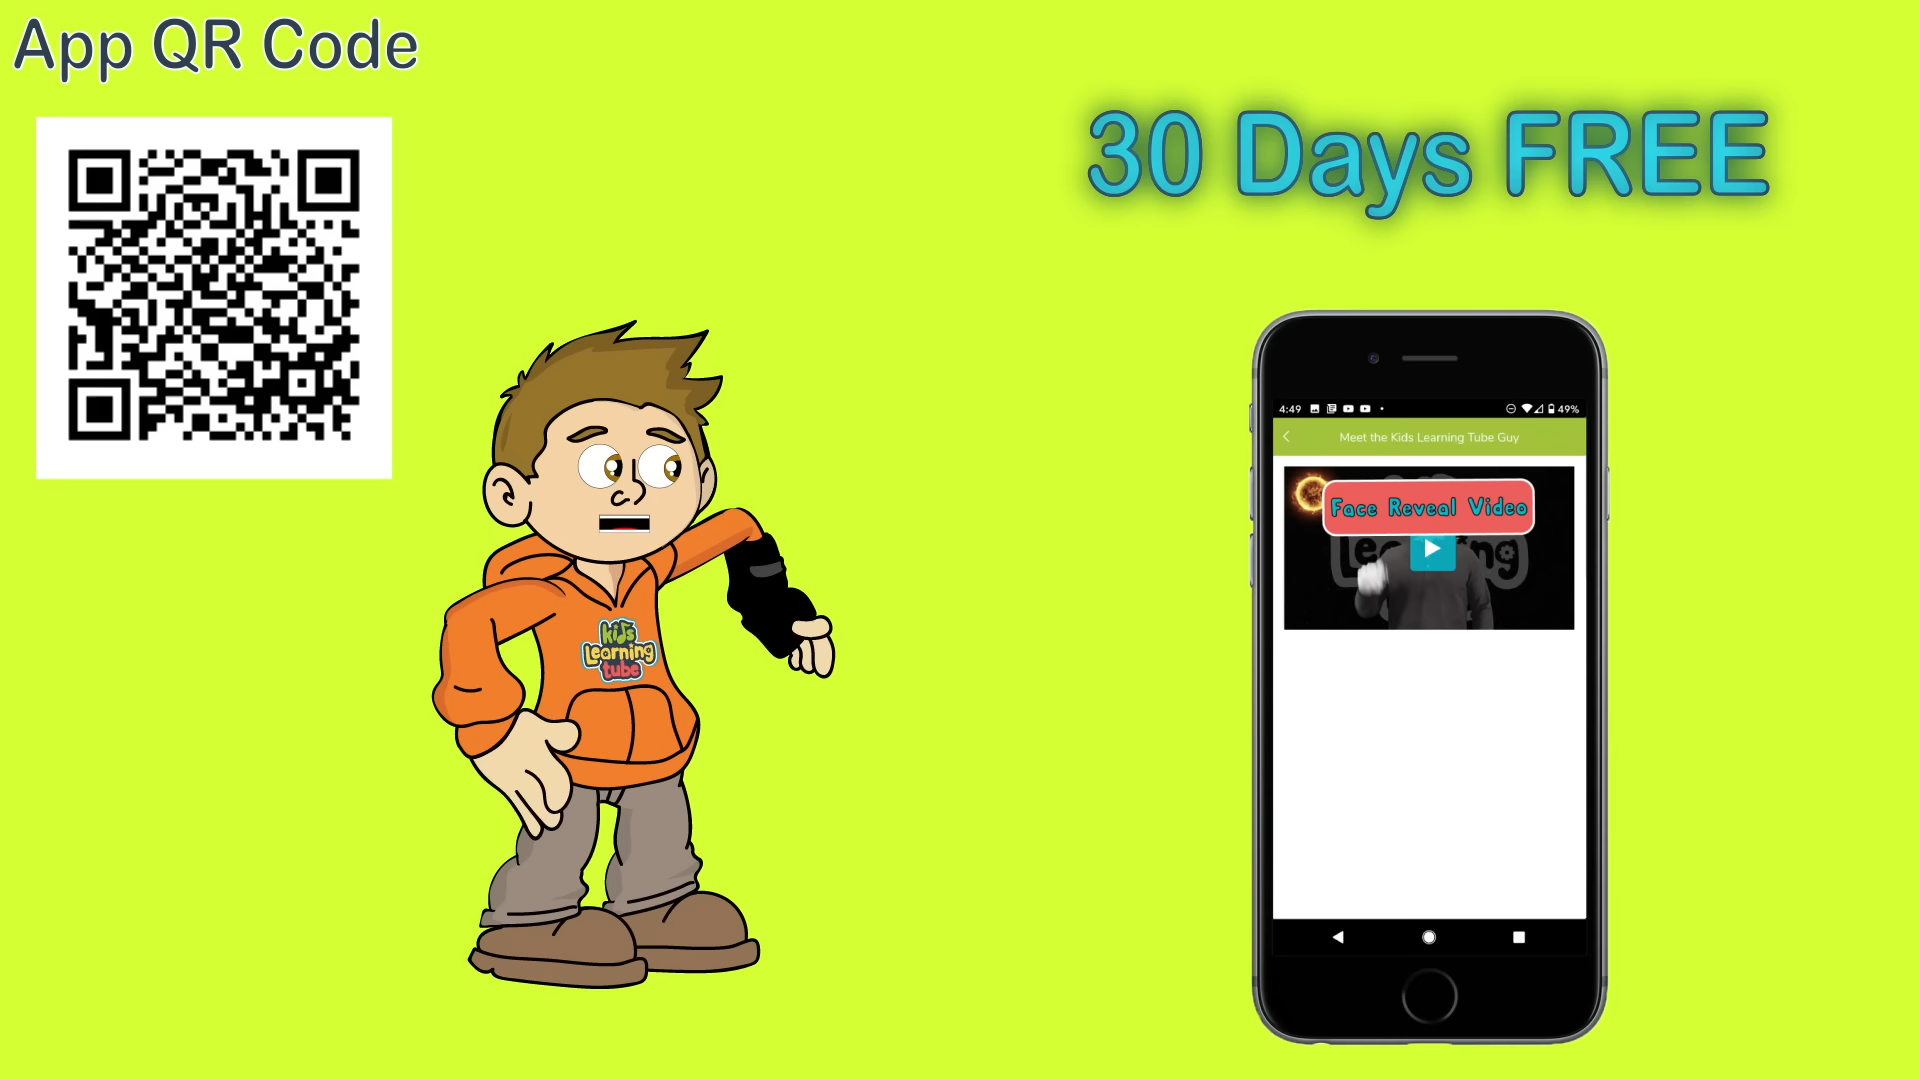 App QR Code
30 Days FREE
kids
Learning
tube
4:49
49%
Meet the Kids Learning Tube Guy
Face Reveal Video
Learning